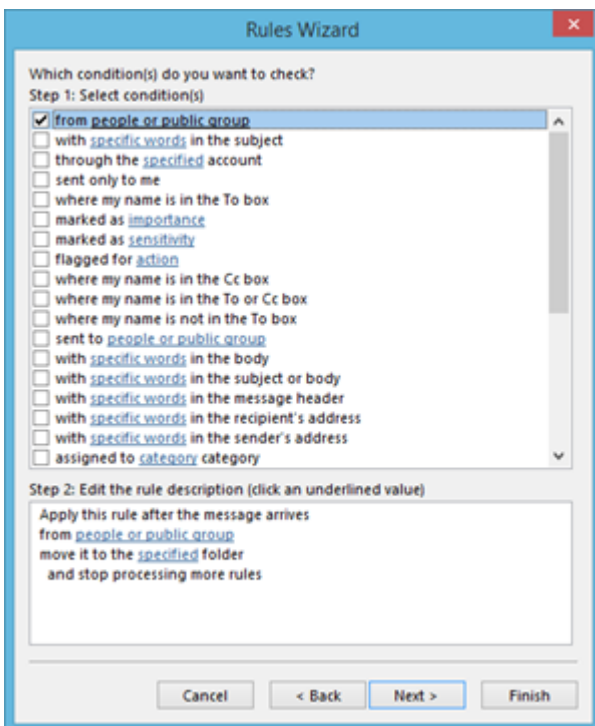 Rules Wizard
Which condition(s) do you want to check?
Step 1: Select condition(s)
from people or public group
with specific words in the subject
through the specified account
sent only to me
where my name is in the To box
marked as importance
marked as sensitivity
flagged for action
where my name is in the Cc box
where my name is in the To or Cc box
where my name is not in the To box
sent to people or public group
with specific words in the body
with specific words in the subject or body
with specific words in the message header
with specific words in the recipient's address
with specific words in the sender's address
assigned to category category
Step 2: Edit the rule description (click an underlined value)
Apply this rule after the message arrives
from people or public group
move it to the specified folder
and stop processing more rules
Cancel < Back Next > Finish